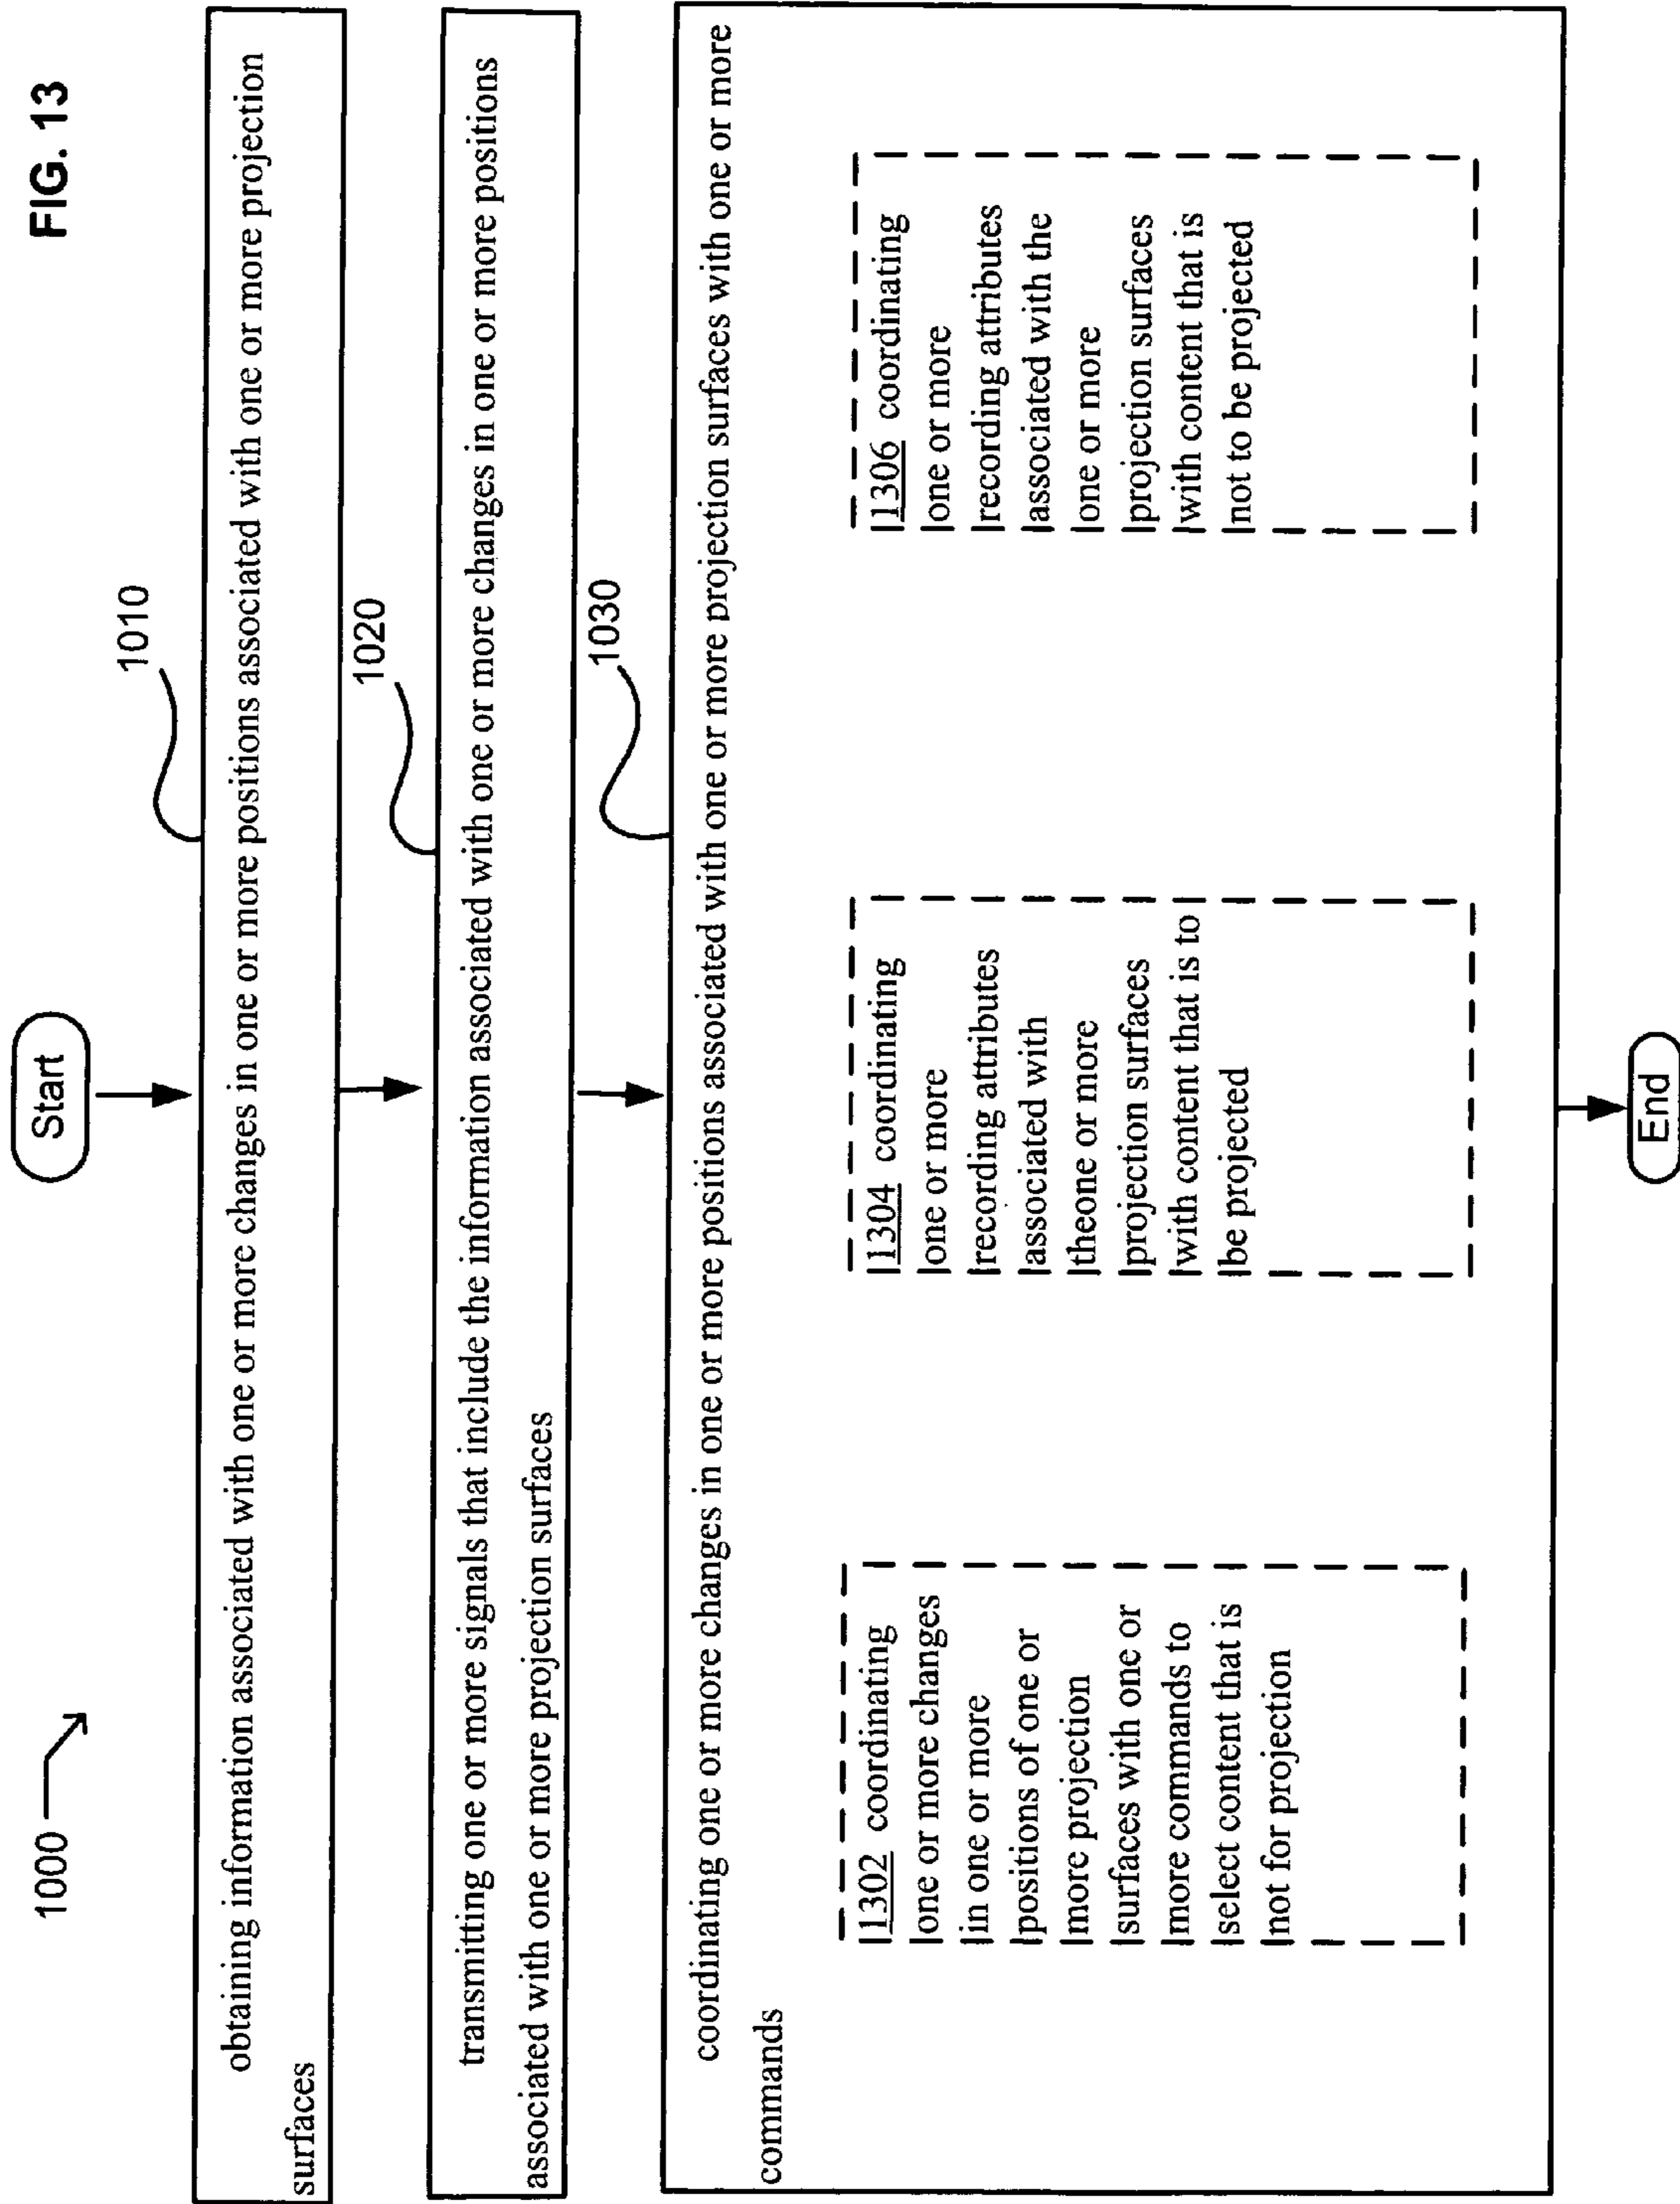 FIG. 13
1000
Start
1010
obtaining information associated with one or more changes in one or more positions associated with one or more projection
surfaces
1020
transmitting one or more signals that include the information associated with one or more changes in one or more positions
associated with one or more projection surfaces
1030
coordinating one or more changes in one or more positions associated with one or more projection surfaces with one or more
commands
1302 coordinating
one or more changes
in one or more
positions of one or
more projection
surfaces with one or
more commands to
select content that is
not for projection
1304 coordinating
one or more
recording attributes
associated with
theone or more
projection surfaces
with content that is to
be projected
1306 coordinating
one or more
recording attributes
associated with the
one or more
projection surfaces
with content that is
not to be projected
End